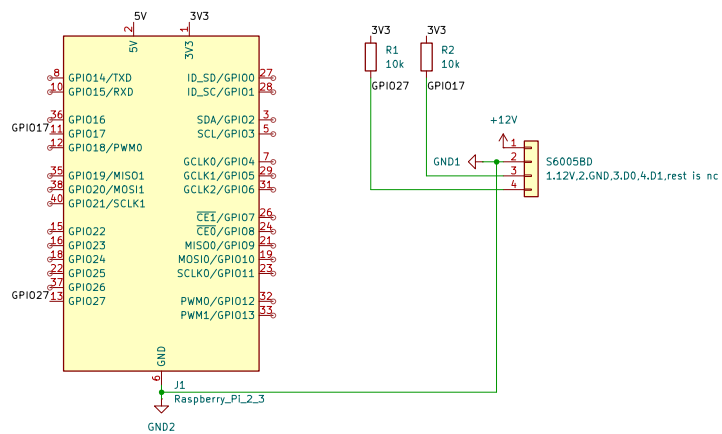 5V 3V3
2 1
5V 3V3
8 GPIO14/TXD ID_SD/GPIO0 27
10 GPIO15/RXD ID_SC/GPIO1 28
36 GPIO16 SDA/GPIO2 3
GPIO17 11 GPIO17 SCL/GPIO3 5
12 GPIO18/PWM0
GCLK0/GPIO4 7
35 GPIO19/MISO1 GCLK1/GPIO5 29
38 GPIO20/MOSI1 GCLK2/GPIO6 31
40 GPIO21/SCLK1
CE1/GPIO7 26
15 GPIO22 CE0/GPIO8 24
16 GPIO23 MISO0/GPIO9 21
18 GPIO24 MOSI0/GPIO10 19
22 GPIO25 SCLK0/GPIO11 23
37 GPIO26
GPIO27 13 GPIO27 PWM0/GPIO12 32
PWM1/GPIO13 33
GND
6
J1
Raspberry_Pi_2_3
GND2
3V3 3V3
R1 R2
10k 10k
GPIO27 GPIO17
+12V
1
GND1 2
3
4
S6005BD
1.12V,2.GND,3.D0,4.D1,rest is nc